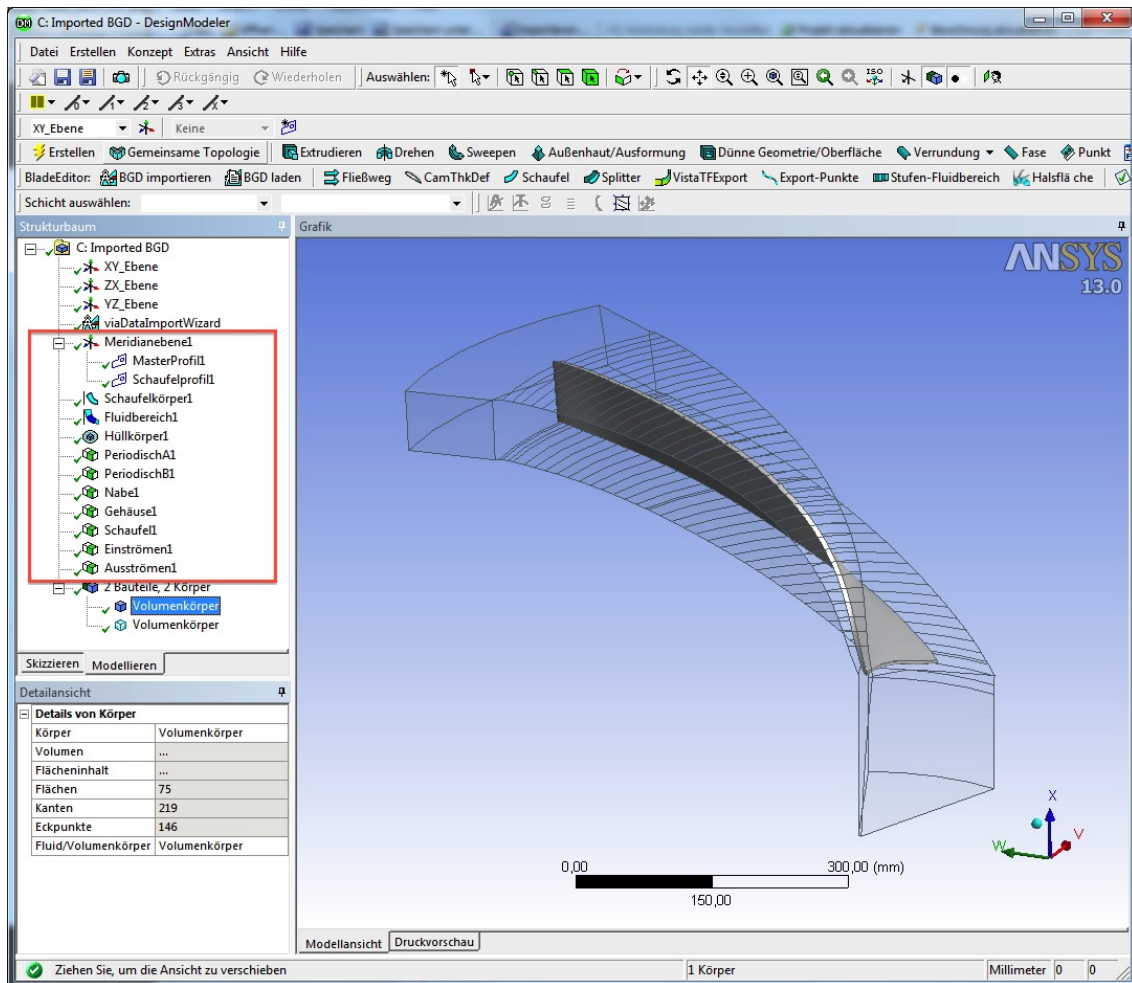 C: Imported BGD - DesignModeler
Datei Erstellen Konzept Extras Ansicht Hilfe
Rückgängig Wiederholen Auswählen: ISO
XY_Ebene Keine
Erstellen Gemeinsame Topologie Extrudieren Drehen Sweepen Außenhaut/Ausformung Dünne Geometrie/Oberfläche Verrundung Fase Punkt
BladeEditor: BGD importieren BGD laden Fließweg CamThkDef Schaufel Splitter VistaTFExport Export-Punkte Stufen-Fluidbereich Halsflä che
Schicht auswählen:
Strukturbaum
C: Imported BGD
XY_Ebene
ZX_Ebene
YZ_Ebene
viaDataImportWizard
Meridianebene1
MasterProfil1
Schaufelprofil1
Schaufelkörper1
Fluidbereich1
Hüllkörper1
PeriodischA1
PeriodischB1
Nabe1
Gehäuse1
Schaufel1
Einströmen1
Ausströmen1
2 Bauteile, 2 Körper
Volumenkörper
Volumenkörper
Skizzieren Modellieren
Detailansicht
Details von Körper
Körper Volumenkörper
Volumen ...
Flächeninhalt ...
Flächen 75
Kanten 219
Eckpunkte 146
Fluid/Volumenkörper Volumenkörper
Grafik
ANSYS
13.0
X
V
W
0,00 300,00 (mm)
150,00
Modellansicht Druckvorschau
Ziehen Sie, um die Ansicht zu verschieben 1 Körper Millimeter 0 0